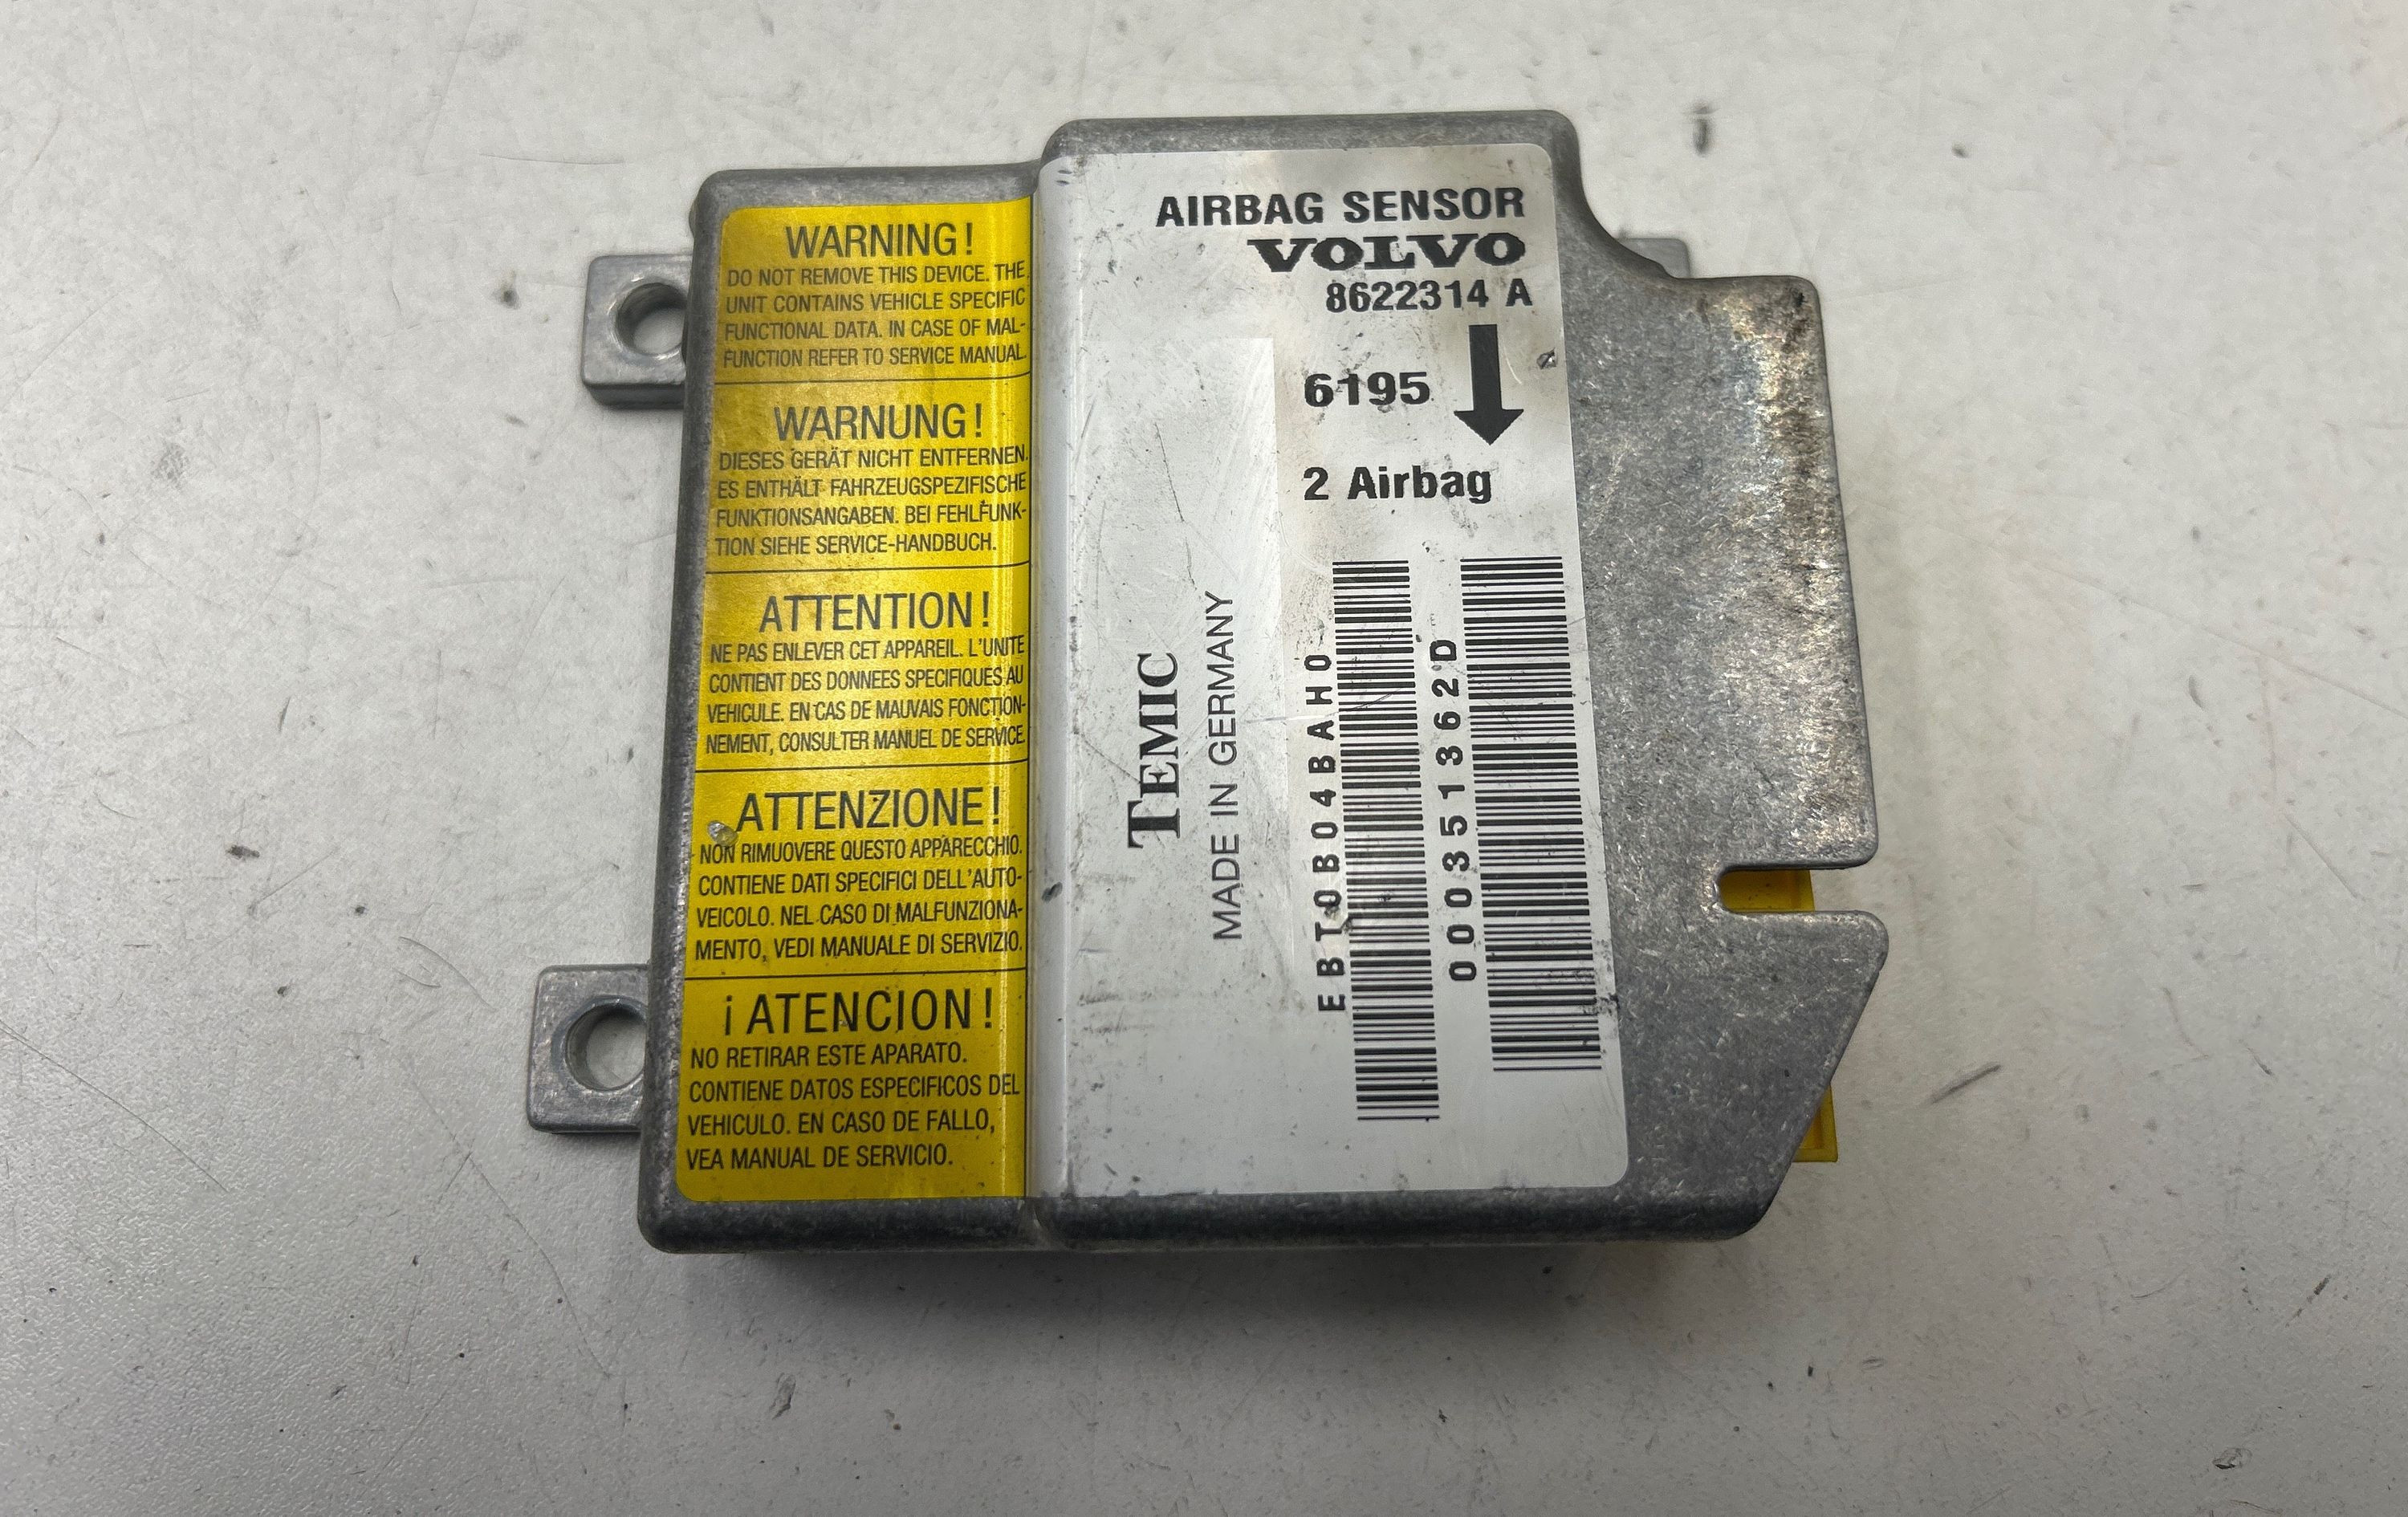 WARNING!
DO NOT REMOVE THIS DEVICE. THE
UNIT CONTAINS VEHICLE SPECIFIC
FUNCTIONAL DATA. IN CASE OF MAL-
FUNCTION REFER TO SERVICE MANUAL.
WARNUNG!
DIESES GERÄT NICHT ENTFERNEN.
ES ENTHÄLT FAHRZEUGSPEZIFISCHE
FUNKTIONSANGABEN. BEI FEHLFUNK-
TION SIEHE SERVICE-HANDBUCH.
ATTENTION!
NE PAS ENLEVER CET APPAREIL. L'UNITE
CONTIENT DES DONNEES SPECIFIQUES AU
VEHICULE. EN CAS DE MAUVAIS FONCTION-
NEMENT, CONSULTER MANUEL DE SERVICE.
ATTENZIONE!
NON RIMUOVERE QUESTO APPARECCHIO.
CONTIENE DATI SPECIFICI DELL'AUTO-
VEICOLO. NEL CASO DI MALFUNZIONA-
MENTO, VEDI MANUALE DI SERVIZIO.
¡ATENCION!
NO RETIRAR ESTE APARATO.
CONTIENE DATOS ESPECIFICOS DEL
VEHICULO. EN CASO DE FALLO,
VEA MANUAL DE SERVICIO.
AIRBAG SENSOR
VOLVO
8622314 A
6195
2 Airbag
TEMIC
MADE IN GERMANY
EBT0B04BAH0
000351362D